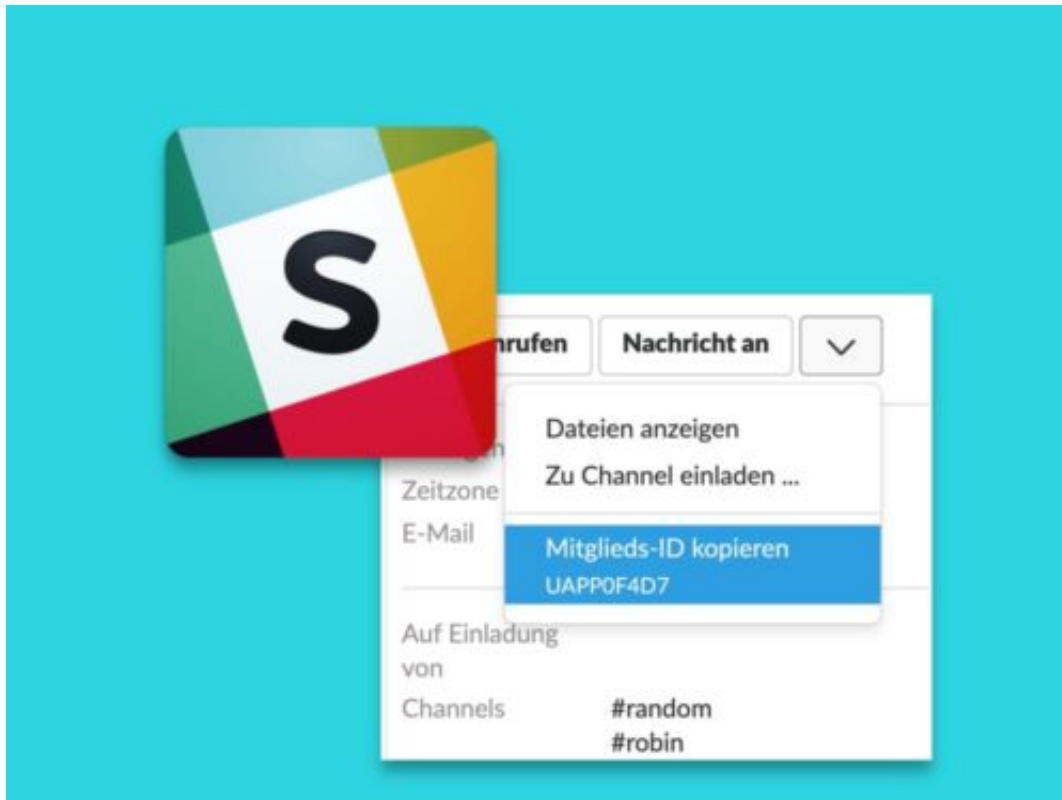 S
Nachricht an
Dateien anzeigen
Zu Channel einladen ...
Zeitzone
E-Mail
Mitglieds-ID kopieren
UAPP0F4D7
Auf Einladung
von
Channels #random
#robin